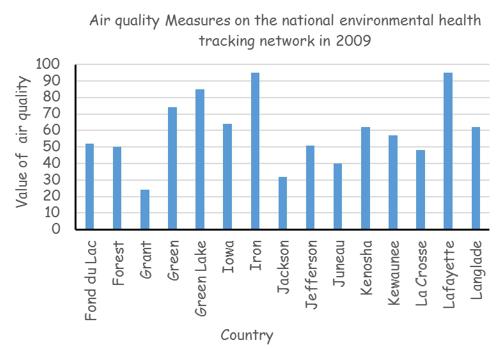 Air quality Measures on the national environmental health
tracking network in 2009
Value of air quality
100
90
80
70
60
50
40
30
20
10
0
Fond du Lac
Forest
Grant
Green
Green Lake
Iowa
Iron
Jackson
Jefferson
Juneau
Kenosha
Kewaunee
La Crosse
Lafayette
Langlade
Country